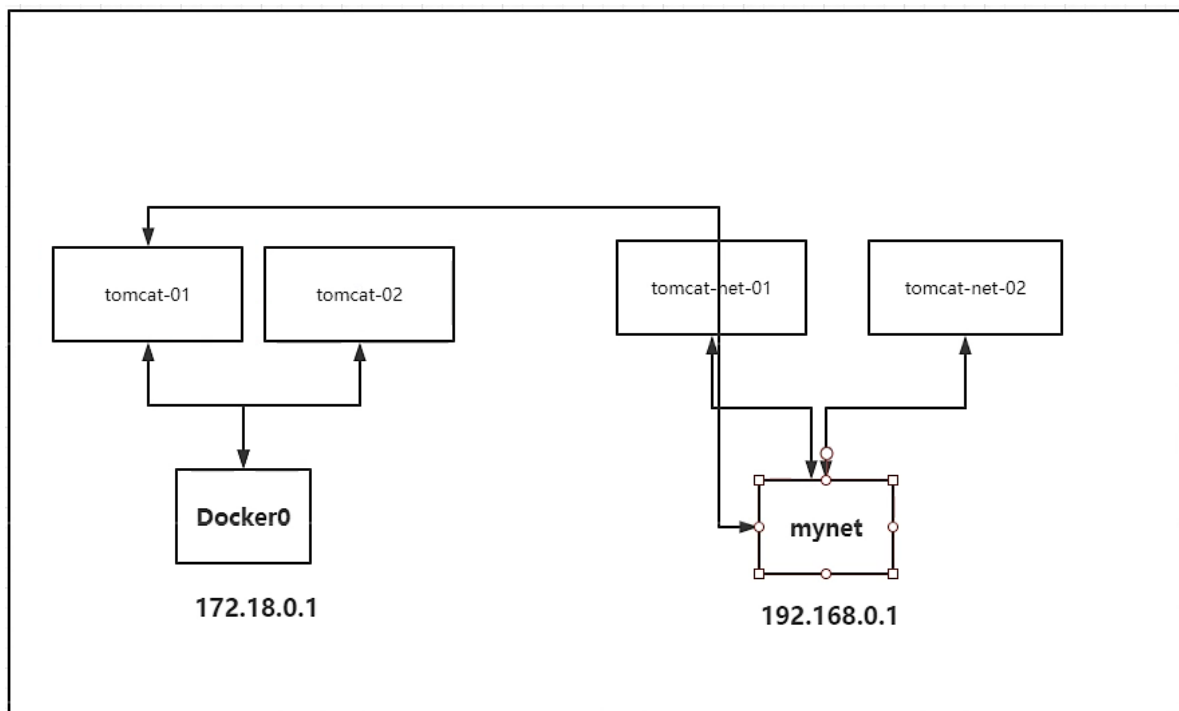 tomcat-01
tomcat-02
tomcat-net-01
tomcat-net-02
Docker0
mynet
172.18.0.1
192.168.0.1